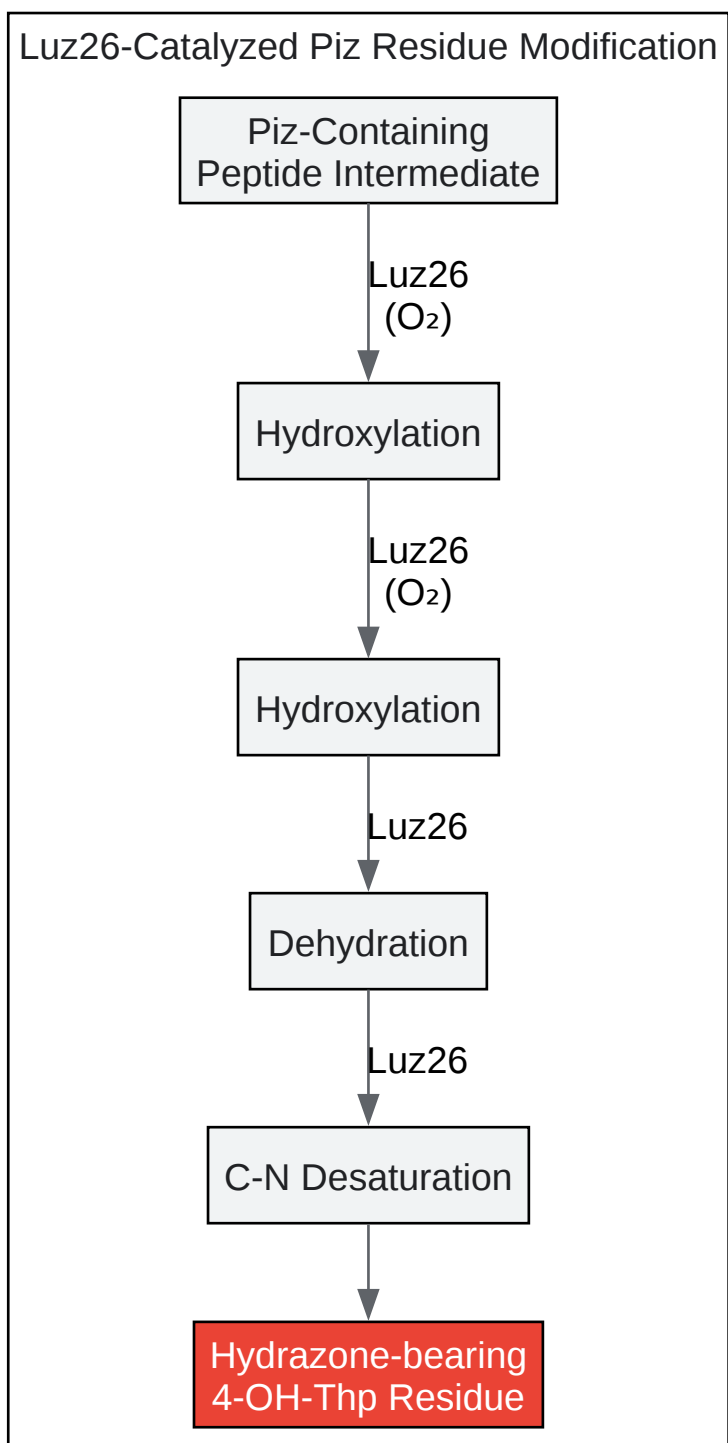 Luz26-Catalyzed Piz Residue Modification
Piz-Containing
Peptide Intermediate
Luz26
(O₂)
Hydroxylation
Luz26
(O₂)
Hydroxylation
Luz26
Dehydration
Luz26
C-N Desaturation
Hydrazone-bearing
4-OH-Thp Residue